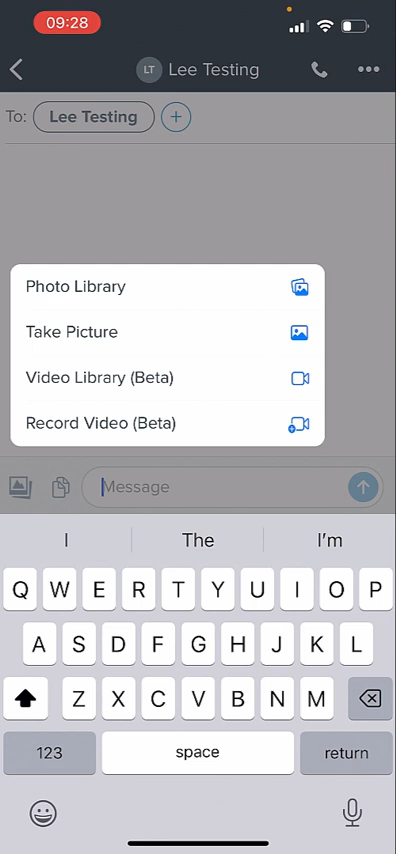 09:28
LT Lee Testing
To: Lee Testing +
Photo Library
Take Picture
Video Library (Beta)
Record Video (Beta)
Message
I The I'm
Q W E R T Y U I O P
A S D F G H J K L
Z X C V B N M
123 space return